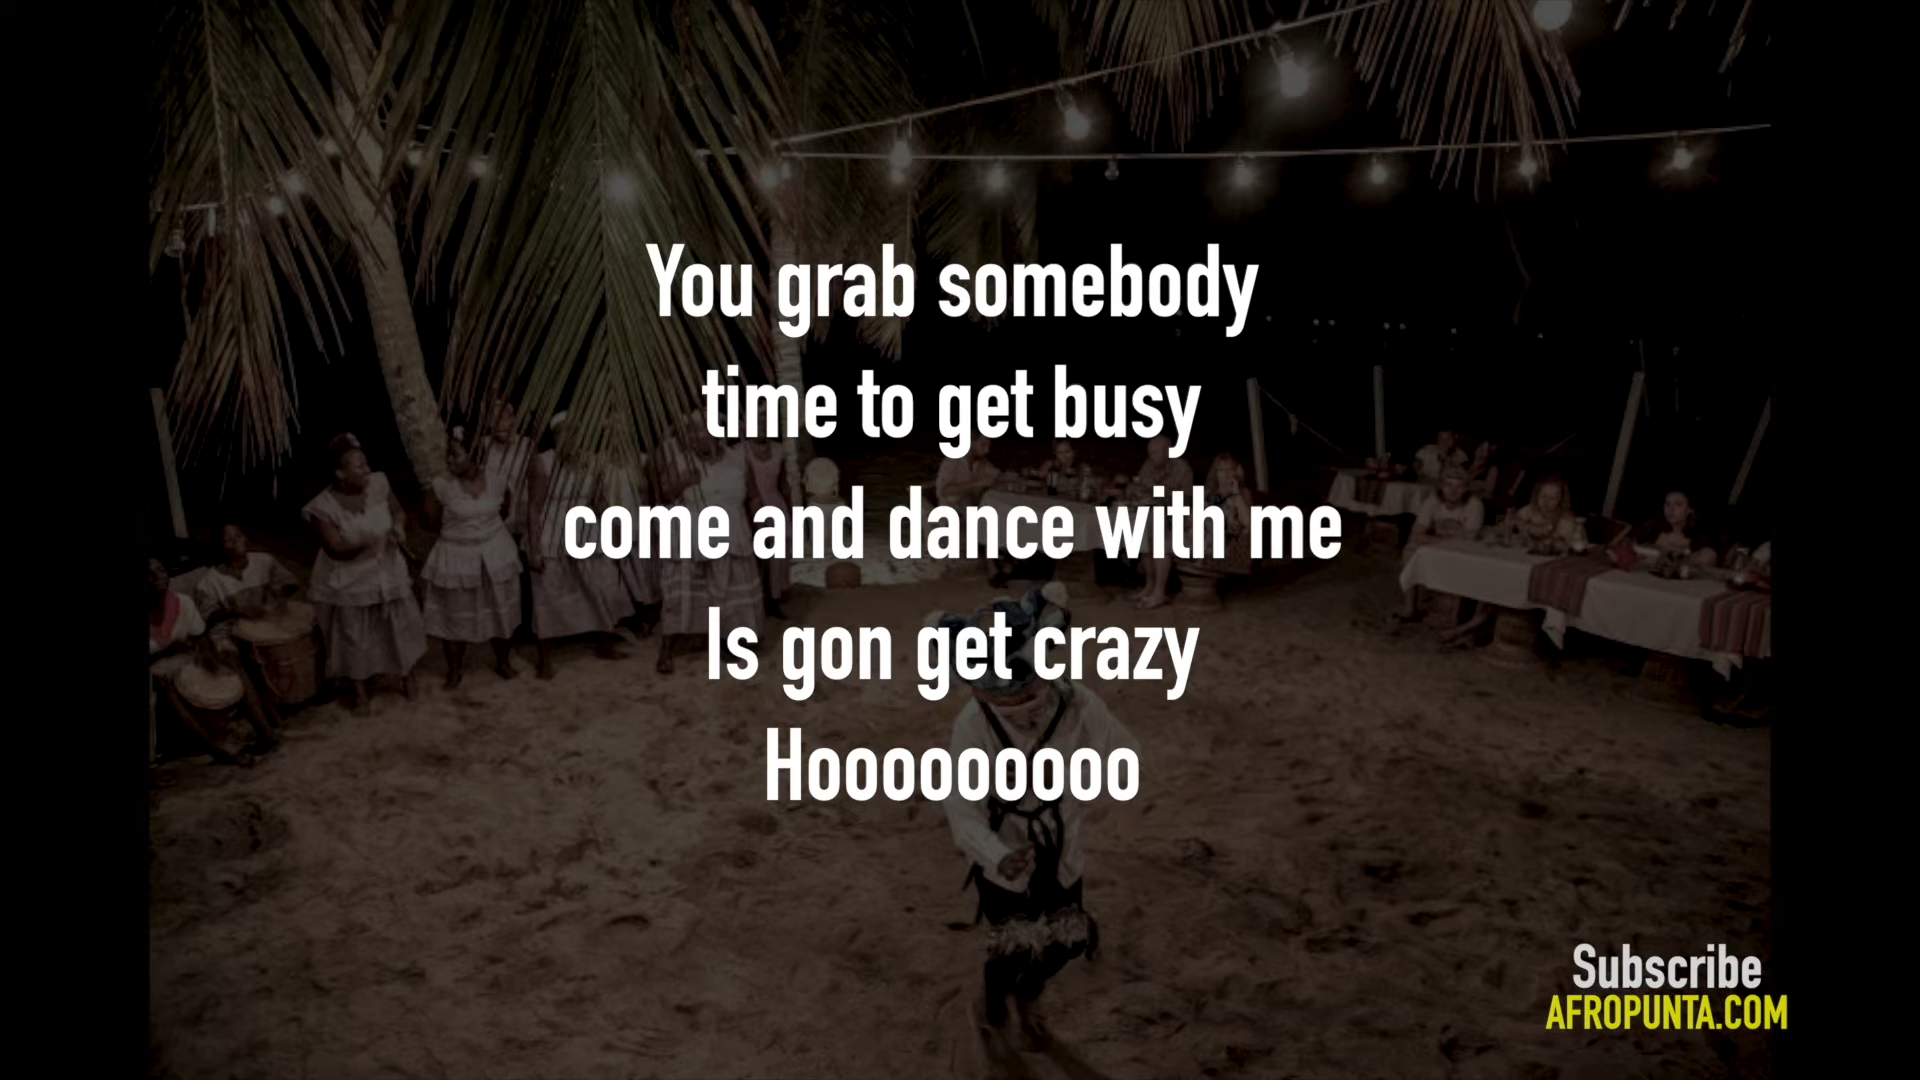 You grab somebody
time to get busy
come and dance with me
Is gon get crazy
Hooooooooo
Subscribe
AFROPUNTA.COM